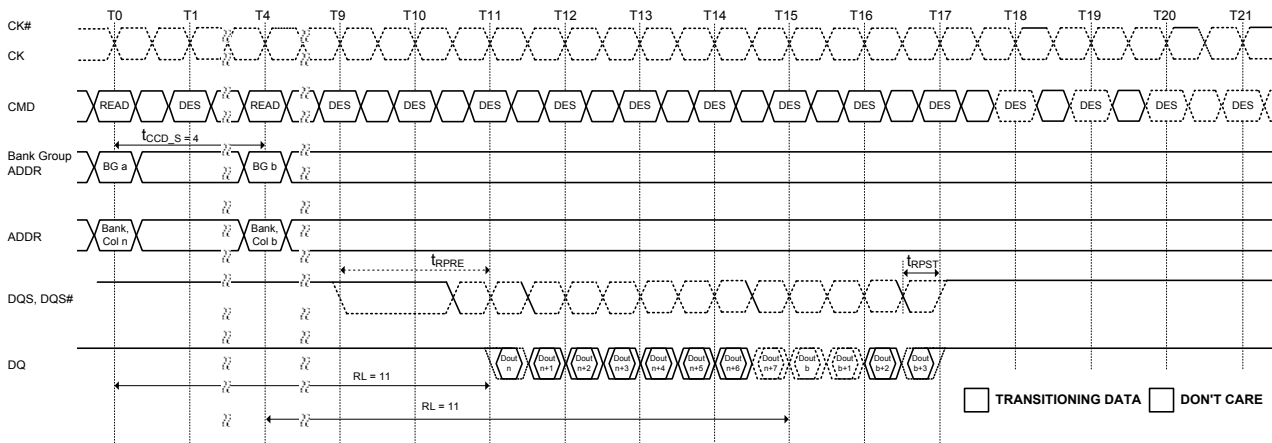 T0 T1 T4 T9 T10 T11 T12 T13 T14 T15 T16 T17 T18 T19 T20 T21
CK#
CK
CMD READ DES READ DES DES DES DES DES DES DES DES DES DES DES DES DES
tCCD_S = 4
Bank Group
ADDR
BG a BG b
ADDR
Bank,
Col n
Bank,
Col b
tRPRE
tRPST
DQS, DQS#
DQ
Dout
n
Dout
n+1
Dout
n+2
Dout
n+3
Dout
n+4
Dout
n+5
Dout
n+6
Dout
n+7
Dout
b
Dout
b+1
Dout
b+2
Dout
b+3
RL = 11
RL = 11
TRANSITIONING DATA DON'T CARE